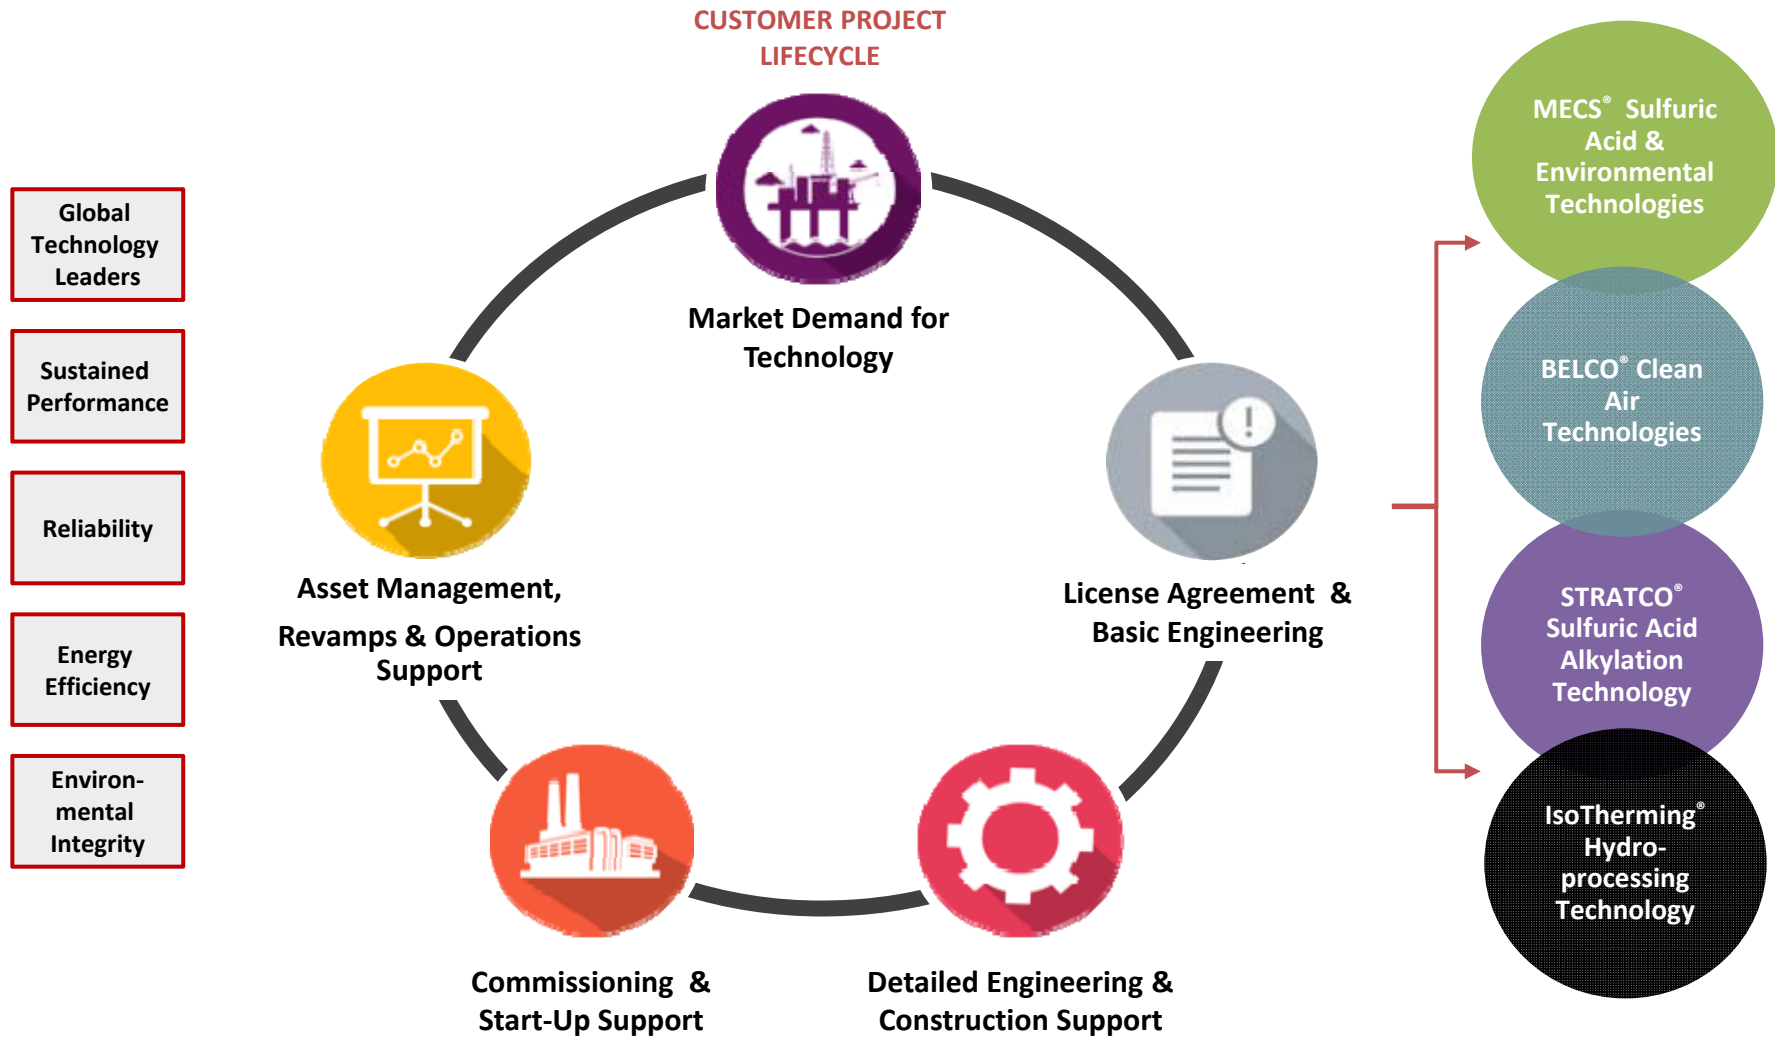 CUSTOMER PROJECT
LIFECYCLE
Global
Technology
Leaders
Sustained
Performance
Reliability
Energy
Efficiency
Environ-
mental
Integrity
Market Demand for
Technology
License Agreement &
Basic Engineering
Detailed Engineering &
Construction Support
Commissioning &
Start-Up Support
Asset Management,
Revamps & Operations
Support
MECS® Sulfuric
Acid &
Environmental
Technologies
BELCO® Clean
Air
Technologies
STRATCO®
Sulfuric Acid
Alkylation
Technology
IsoTherming®
Hydro-
processing
Technology